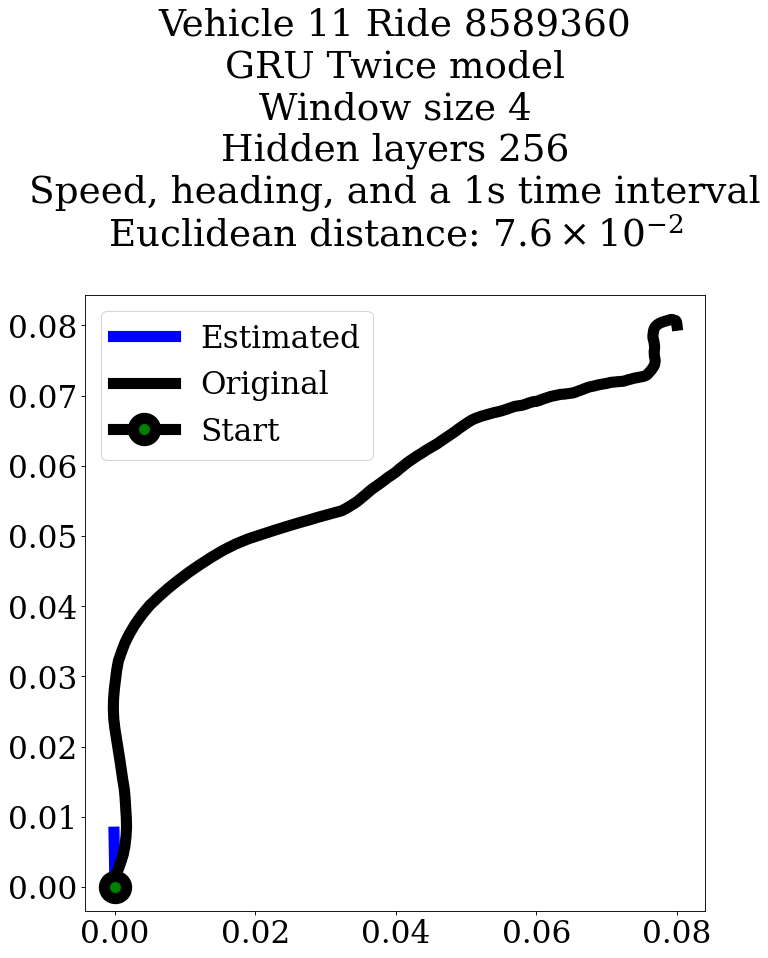 Vehicle 11 Ride 8589360
GRU Twice model
Window size 4
Hidden layers 256
Speed, heading, and a 1s time interval
Euclidean distance: 7.6 × 10⁻²
Estimated
Original
Start
0.08
0.07
0.06
0.05
0.04
0.03
0.02
0.01
0.00
0.00 0.02 0.04 0.06 0.08